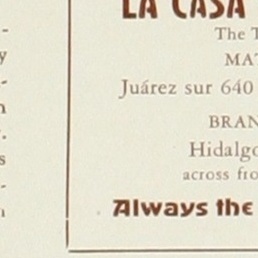 LA CASA
The
MAT
Juárez sur 640
BRAN
Hidalgo
across fro
Always the